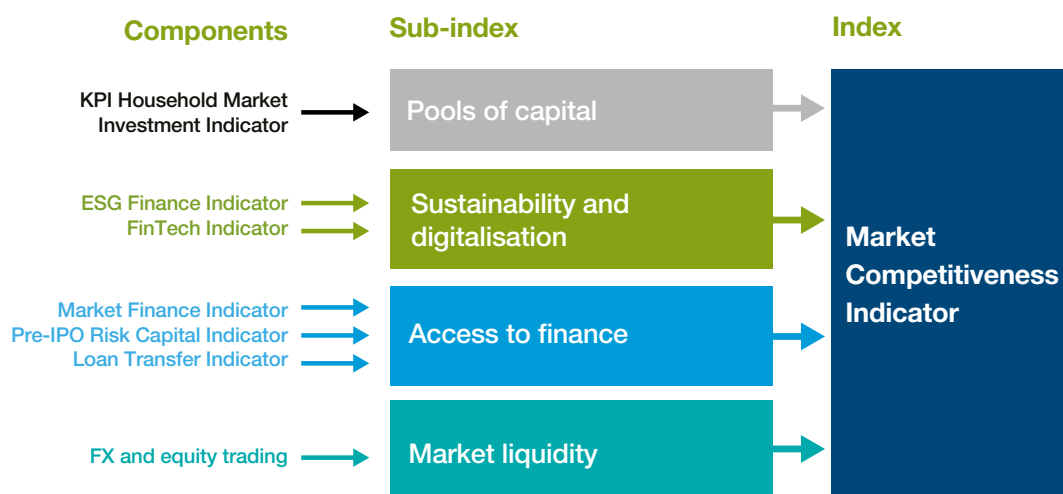 Components
Sub-index
Index
KPI Household Market
Investment Indicator
Pools of capital
ESG Finance Indicator
FinTech Indicator
Sustainability and
digitalisation
Market Finance Indicator
Pre-IPO Risk Capital Indicator
Loan Transfer Indicator
Access to finance
FX and equity trading
Market liquidity
Market
Competitiveness
Indicator